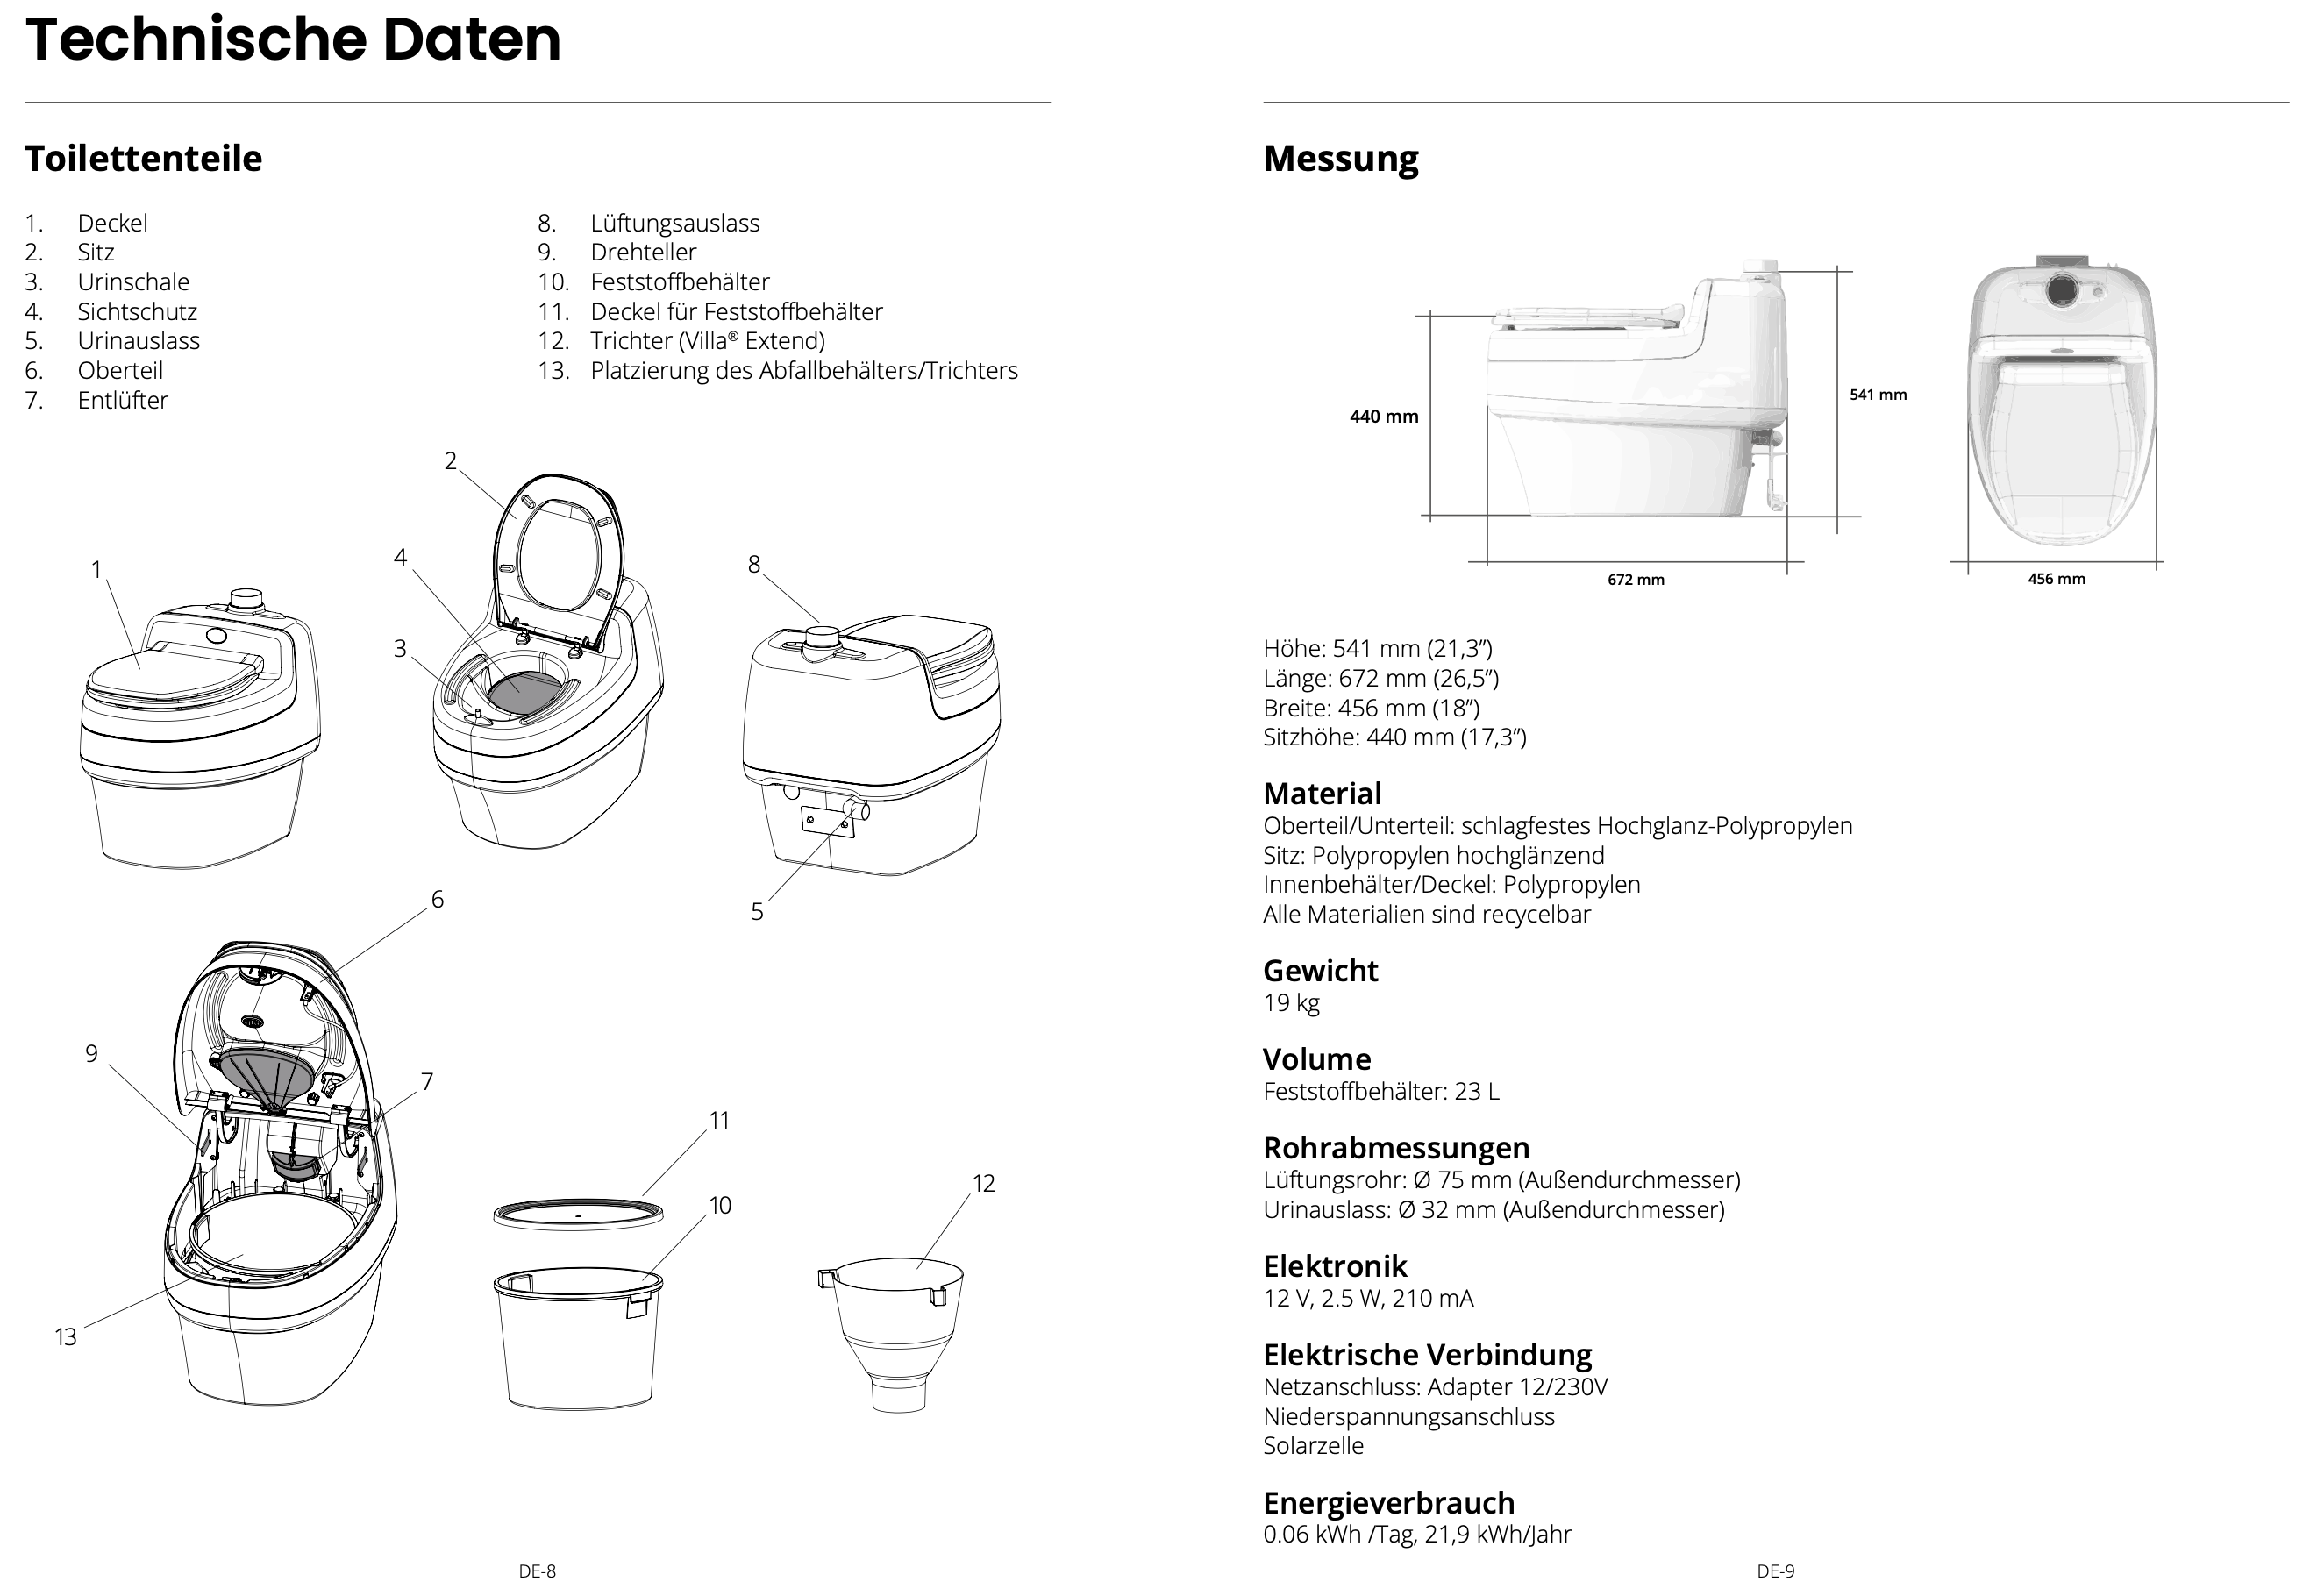 Technische Daten
Toilettenteile
1. Deckel
2. Sitz
3. Urinschale
4. Sichtschutz
5. Urinauslass
6. Oberteil
7. Entlüfter
8. Lüftungsauslass
9. Drehteller
10. Feststoffbehälter
11. Deckel für Feststoffbehälter
12. Trichter (Villa® Extend)
13. Platzierung des Abfallbehälters/Trichters
2
4
1
8
3
6
5
9
7
11
12
10
13
DE-8
Messung
541 mm
440 mm
672 mm
456 mm
Höhe: 541 mm (21,3”)
Länge: 672 mm (26,5”)
Breite: 456 mm (18”)
Sitzhöhe: 440 mm (17,3”)
Material
Oberteil/Unterteil: schlagfestes Hochglanz-Polypropylen
Sitz: Polypropylen hochglänzend
Innenbehälter/Deckel: Polypropylen
Alle Materialien sind recycelbar
Gewicht
19 kg
Volume
Feststoffbehälter: 23 L
Rohrabmessungen
Lüftungsrohr: Ø 75 mm (Außendurchmesser)
Urinauslass: Ø 32 mm (Außendurchmesser)
Elektronik
12 V, 2.5 W, 210 mA
Elektrische Verbindung
Netzanschluss: Adapter 12/230V
Niederspannungsanschluss
Solarzelle
Energieverbrauch
0.06 kWh /Tag, 21,9 kWh/Jahr
DE-9